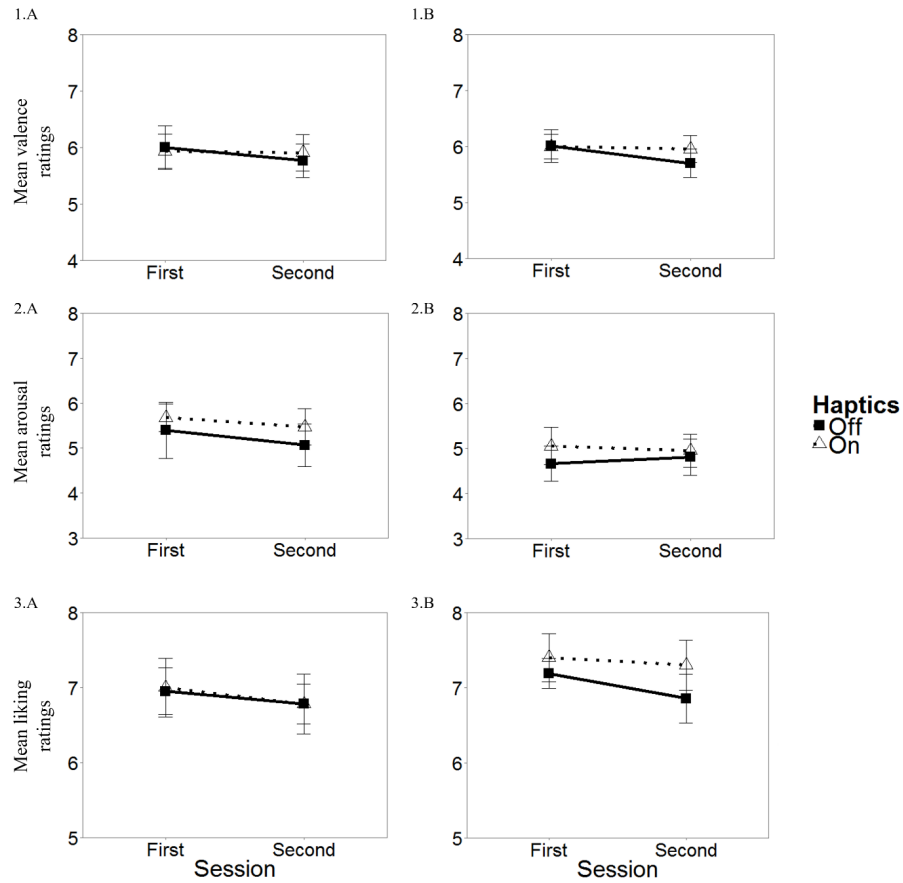 1.A
1.B
Mean valence
ratings
8
7
6
5
4
First Second
8
7
6
5
4
First Second
2.A
2.B
Mean arousal
ratings
8
7
6
5
4
3
First Second
8
7
6
5
4
3
First Second
Haptics
Off
On
3.A
3.B
Mean liking
ratings
8
7
6
5
First Second
Session
8
7
6
5
First Second
Session